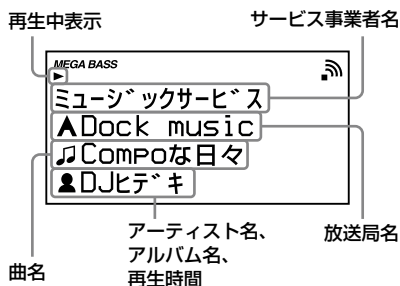 再生中表示
サービス事業者名
MEGA BASS
ミュージックサービス
Dock music
Compoな日々
DJヒデキ
アーティスト名、
アルバム名、
再生時間
放送局名
曲名